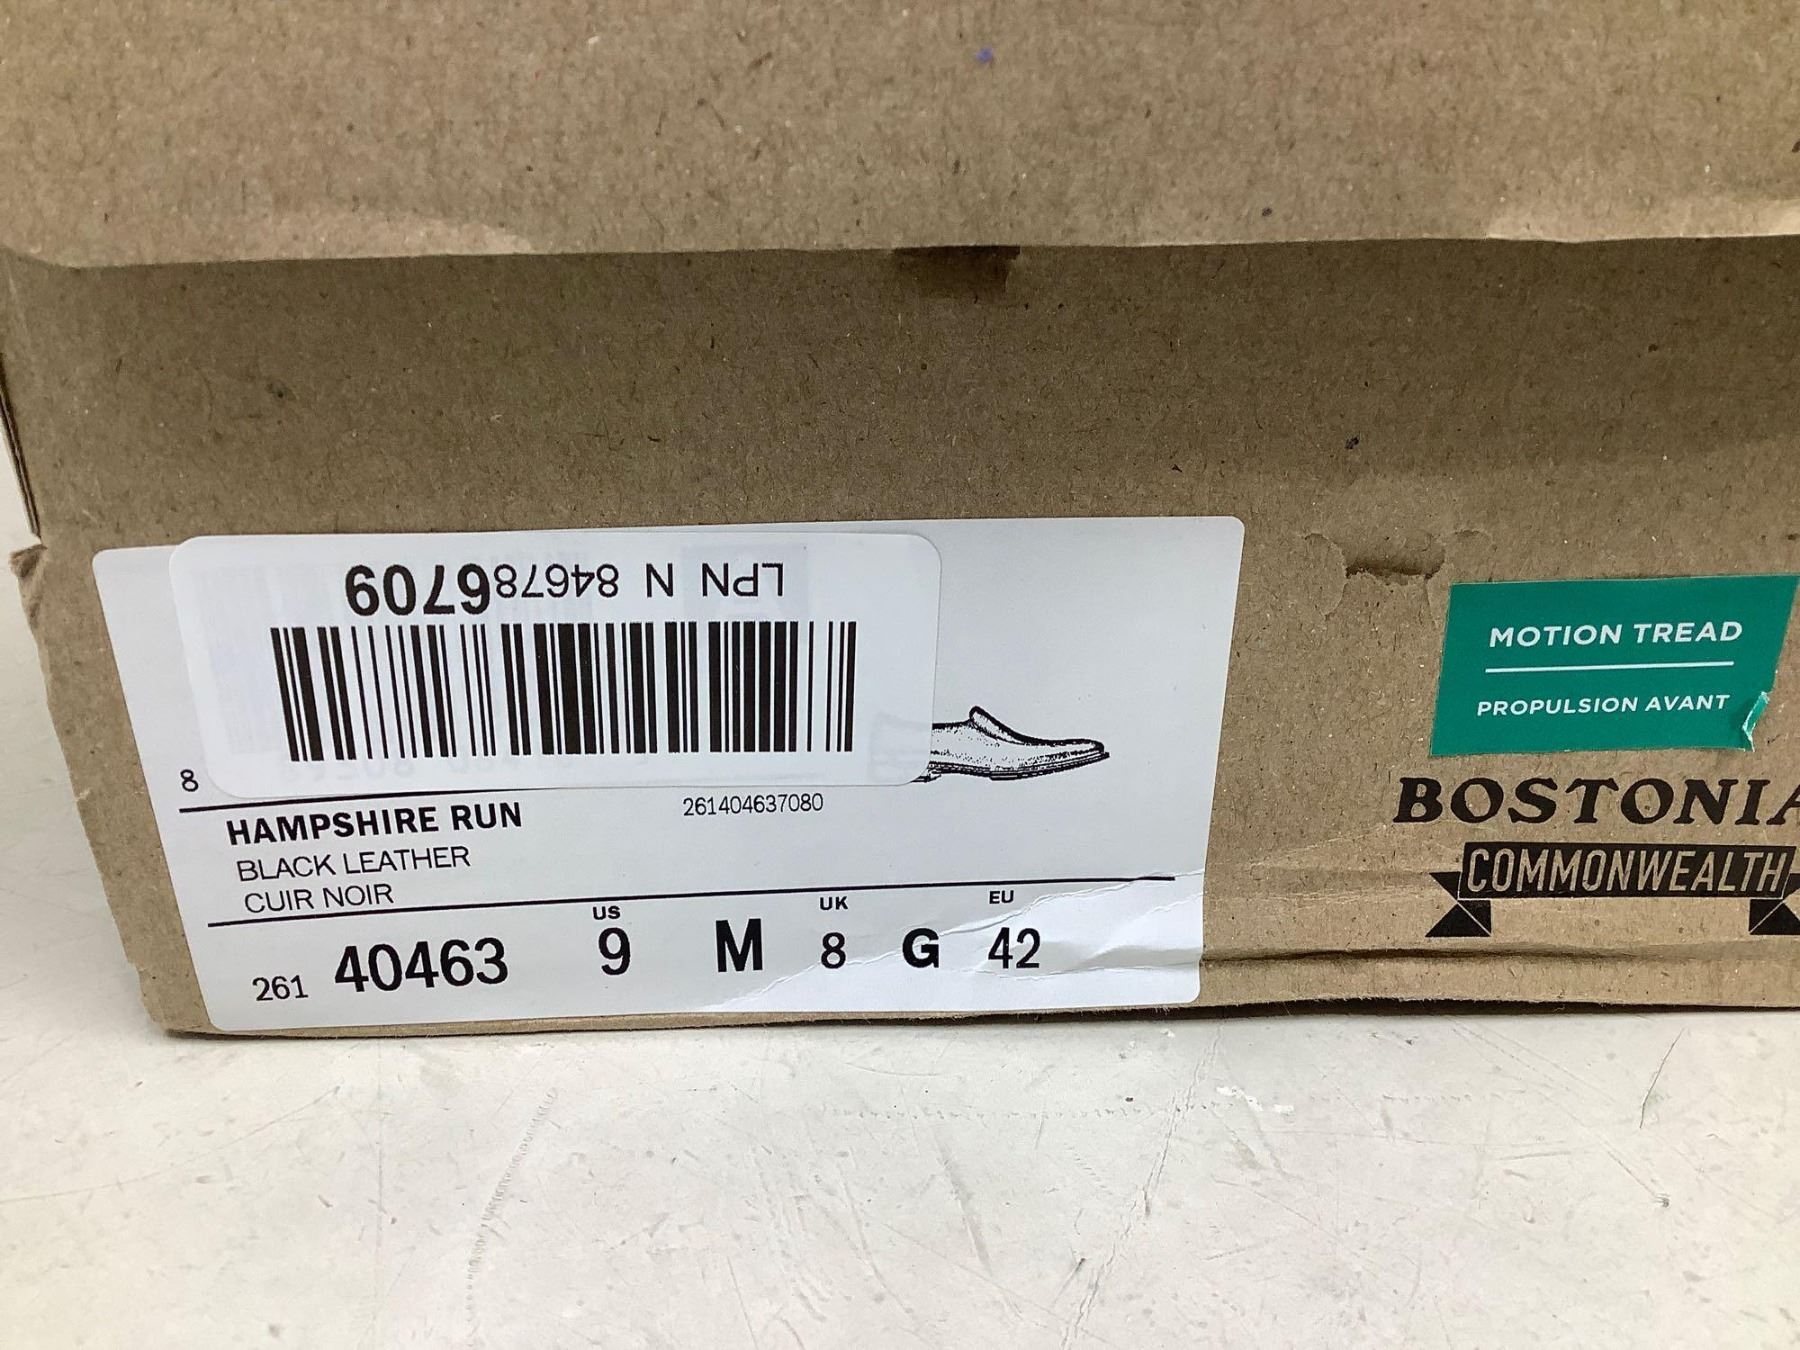 LPN N 846786709
8
HAMPSHIRE RUN
261404637080
BLACK LEATHER
CUIR NOIR
US UK EU
261 40463 9 M 8 G 42
MOTION TREAD
PROPULSION AVANT
BOSTONIA
COMMONWEALTH